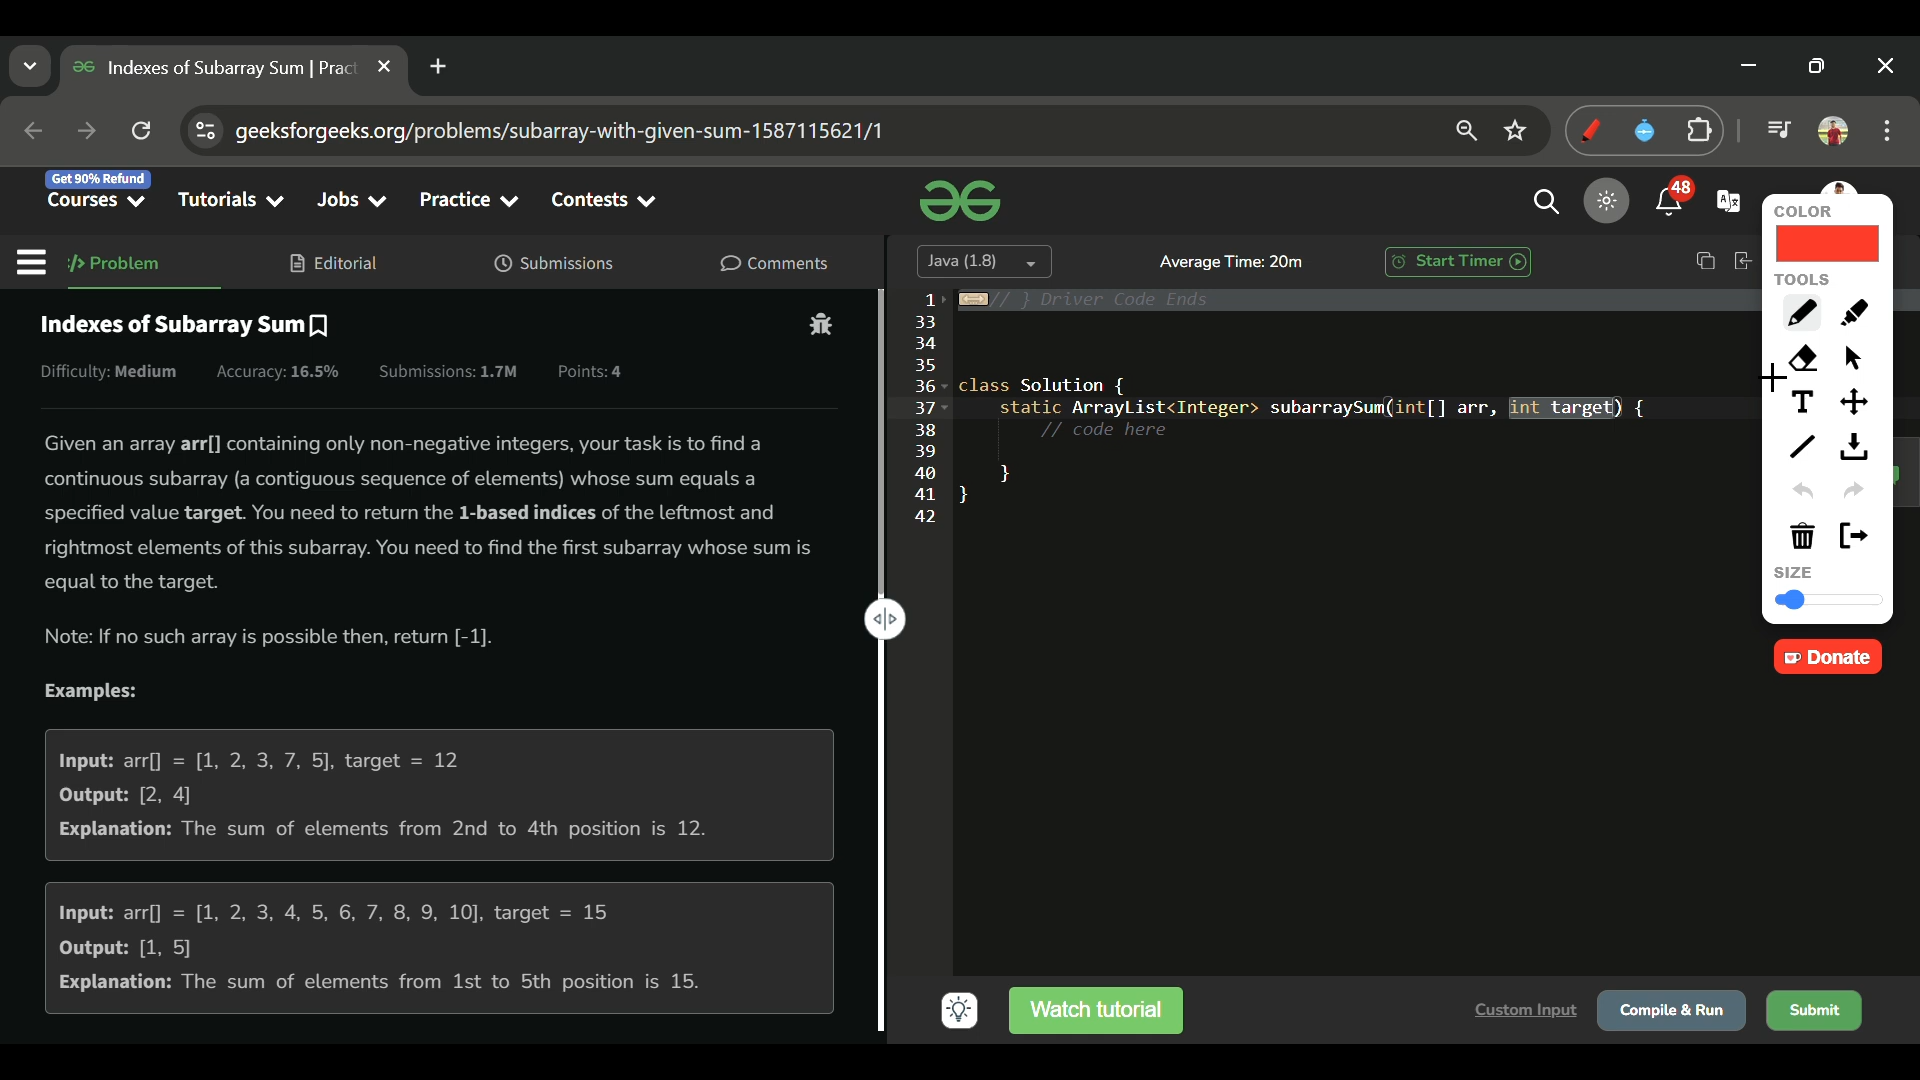 Indexes of Subarray Sum | Pract
geeksforgeeks.org/problems/subarray-with-given-sum-1587115621/1
Get 90% Refund
Courses
Tutorials
Jobs
Practice
Contests
48
COLOR
TOOLS
T
SIZE
Donate
</> Problem
Editorial
Submissions
Comments
Java (1.8)
Average Time: 20m
Start Timer
Indexes of Subarray Sum
Difficulty: Medium Accuracy: 16.5% Submissions: 1.7M Points: 4
Given an array arr[] containing only non-negative integers, your task is to find a
continuous subarray (a contiguous sequence of elements) whose sum equals a
specified value target. You need to return the 1-based indices of the leftmost and
rightmost elements of this subarray. You need to find the first subarray whose sum is
equal to the target.
Note: If no such array is possible then, return [-1].
Examples:
Input: arr[] = [1, 2, 3, 7, 5], target = 12
Output: [2, 4]
Explanation: The sum of elements from 2nd to 4th position is 12.
Input: arr[] = [1, 2, 3, 4, 5, 6, 7, 8, 9, 10], target = 15
Output: [1, 5]
Explanation: The sum of elements from 1st to 5th position is 15.
1 // } Driver Code Ends
33
34
35
36 class Solution {
37 static ArrayList<Integer> subarraySum(int[] arr, int target) {
38 // code here
39
40 }
41 }
42
Watch tutorial
Custom Input
Compile & Run
Submit